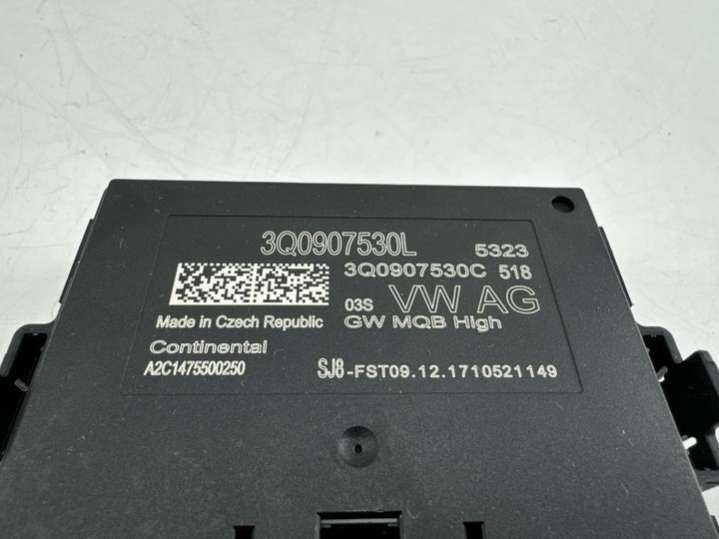 3Q0907530L 5323
3Q0907530C 518
03S VW AG
Made in Czech Republic GW MQB High
Continental
A2C1475500250 SJ8-FST09.12.1710521149